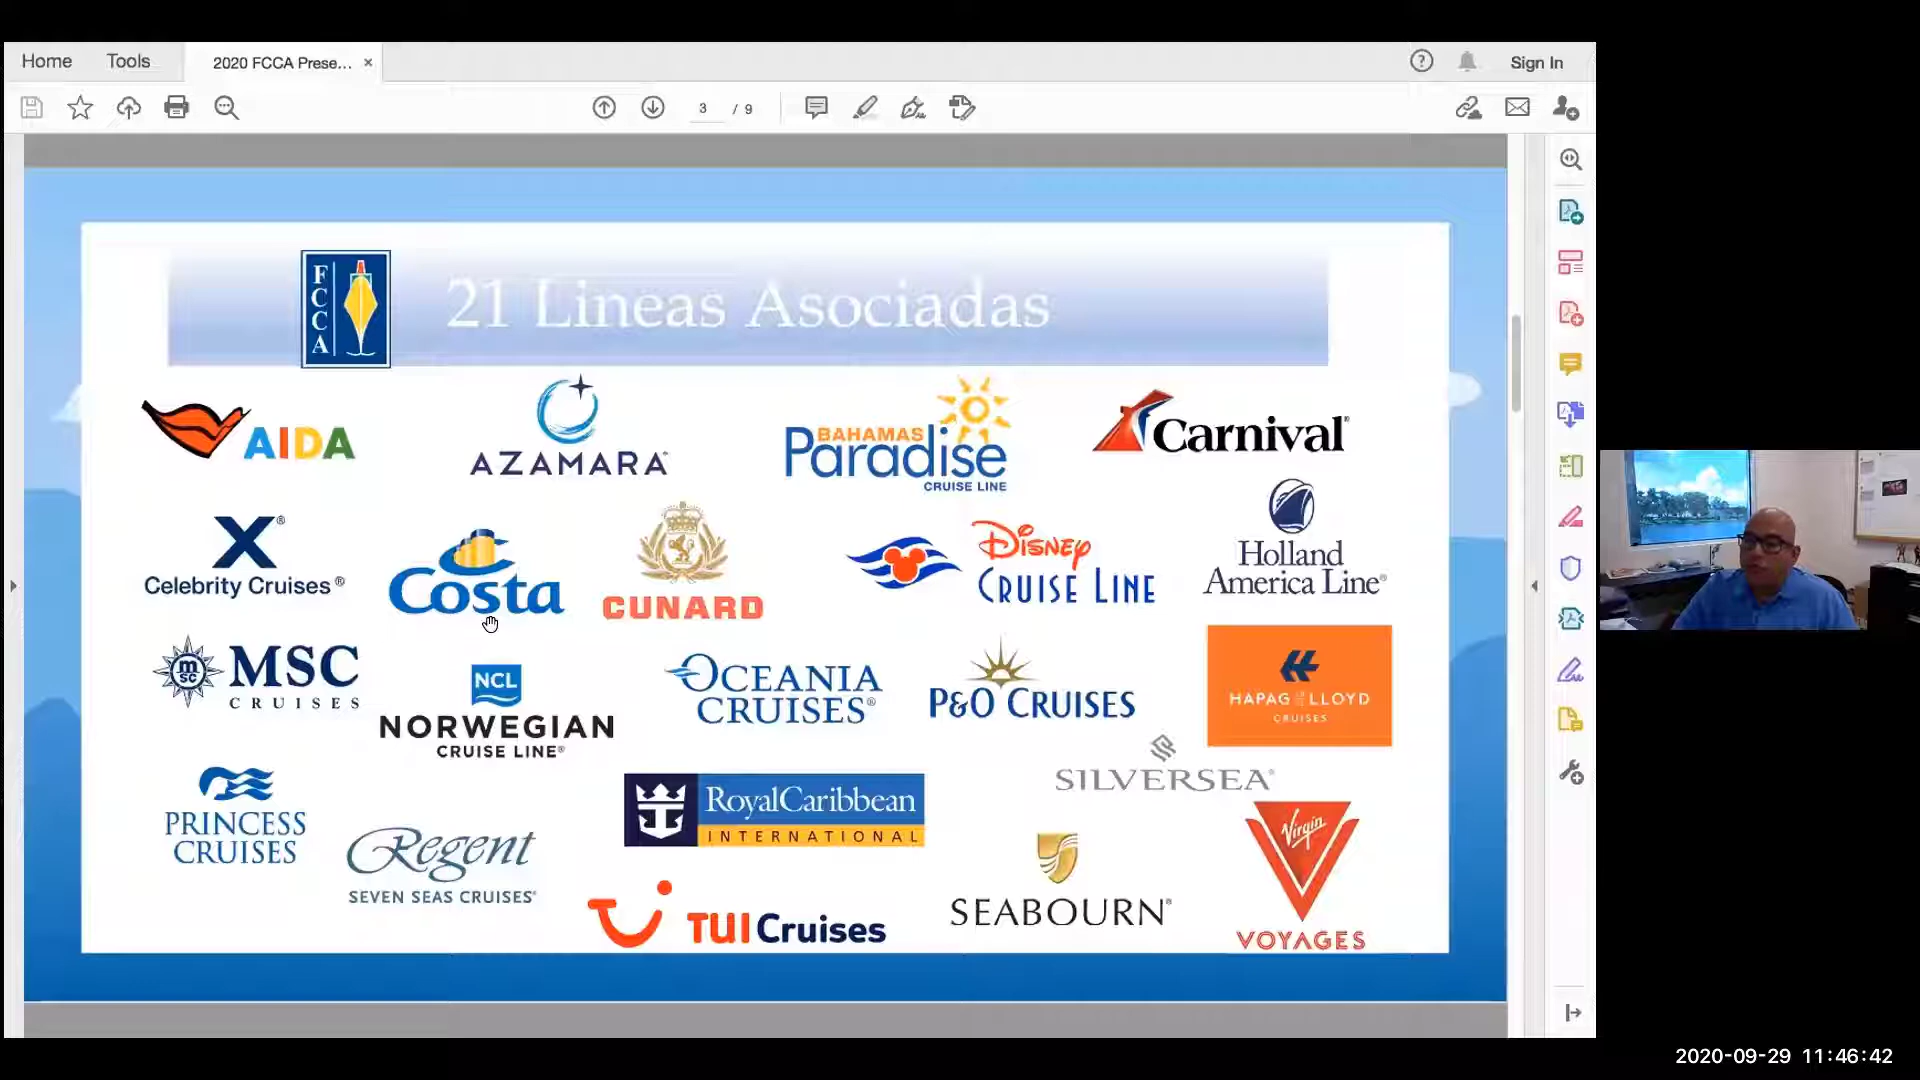 Home
Tools
2020 FCCA Prese...
Sign In
3 / 9
FCCA
21 Lineas Asociadas
AIDA
AZAMARA
BAHAMAS
Paradise
CRUISE LINE
Carnival®
X®
Celebrity Cruises®
Costa
CUNARD
Disney
CRUISE LINE
Holland
America Line®
msc
MSC
CRUISES
NCL
NORWEGIAN
CRUISE LINE®
OCEANIA
CRUISES®
P&O CRUISES
HAPAG LLOYD
CRUISES
PRINCESS
CRUISES
Regent
SEVEN SEAS CRUISES®
RoyalCaribbean
INTERNATIONAL
SILVERSEA®
TUI Cruises
SEABOURN®
Virgin
VOYAGES
2020-09-29 11:46:42